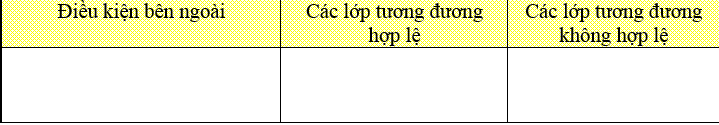 Điều kiện bên ngoài
Các lớp tương đương
hợp lệ
Các lớp tương đương
không hợp lệ